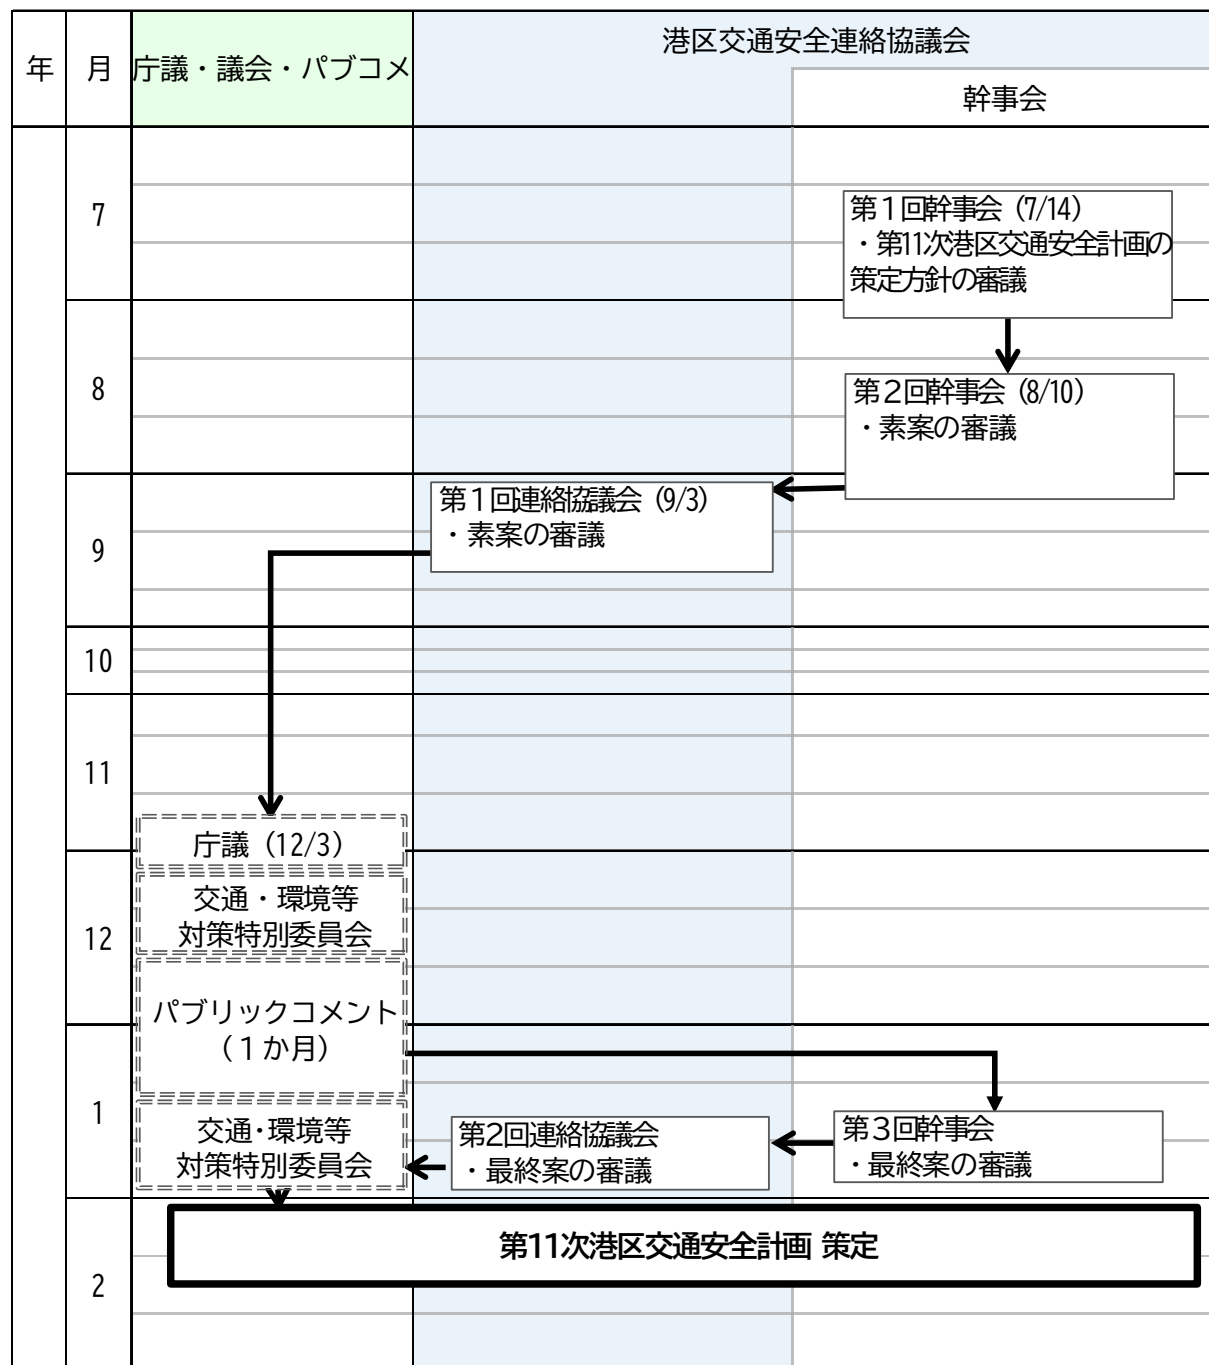 年
月
庁議・議会・パブコメ
港区交通安全連絡協議会
幹事会
7
第１回幹事会（7/14）
・第11次港区交通安全計画の
策定方針の審議
8
第２回幹事会（8/10）
・素案の審議
第１回連絡協議会（9/3）
・素案の審議
9
10
11
庁議（12/3）
交通・環境等
対策特別委員会
12
パブリックコメント
（１か月）
1
交通・環境等
対策特別委員会
第2回連絡協議会
・最終案の審議
第３回幹事会
・最終案の審議
第11次港区交通安全計画 策定
2